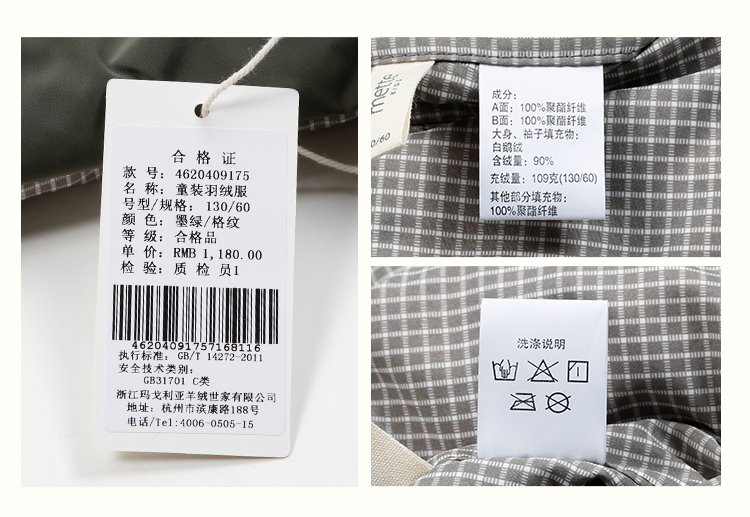 合 格 证
款 号: 4620409175
名 称: 童装羽绒服
号型/规格: 130/60
颜 色: 墨绿/格纹
等 级: 合格品
单 价: RMB 1,180.00
检 验: 质 检 员1
46204091757168116
执行标准: GB/T 14272-2011
安全技术类别:
GB31701 C类
浙江玛戈利亚羊绒世家有限公司
地址: 杭州市滨康路188号
电话/Tel:4006-0505-15
mette
KIDS
0/60
成分:
A面: 100%聚酯纤维
B面: 100%聚酯纤维
大身、袖子填充物:
白鹅绒
含绒量: 90%
充绒量: 109克(130/60)
其他部分填充物:
100%聚酯纤维
洗涤说明